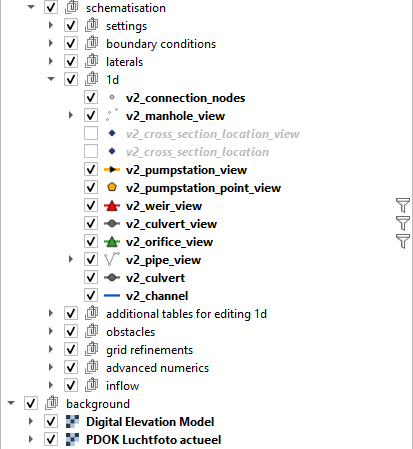 schematisation
settings
boundary conditions
laterals
1d
v2_connection_nodes
v2_manhole_view
v2_cross_section_location_view
v2_cross_section_location
v2_pumpstation_view
v2_pumpstation_point_view
v2_weir_view
v2_culvert_view
v2_orifice_view
v2_pipe_view
v2_culvert
v2_channel
additional tables for editing 1d
obstacles
grid refinements
advanced numerics
inflow
background
Digital Elevation Model
PDOK Luchtfoto actueel